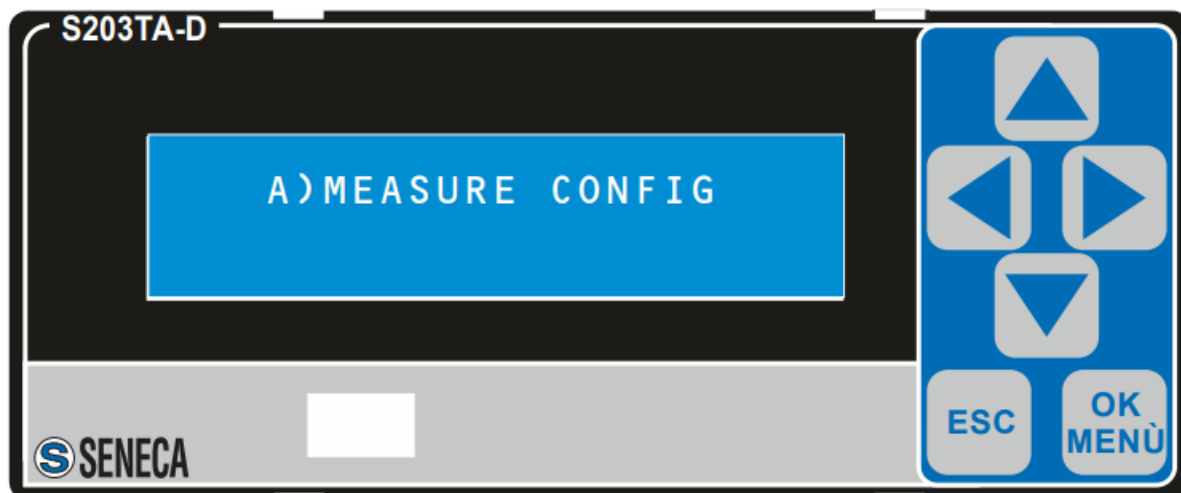 S203TA-D
A)MEASURE CONFIG
ESC
OK
MENÙ
S SENECA